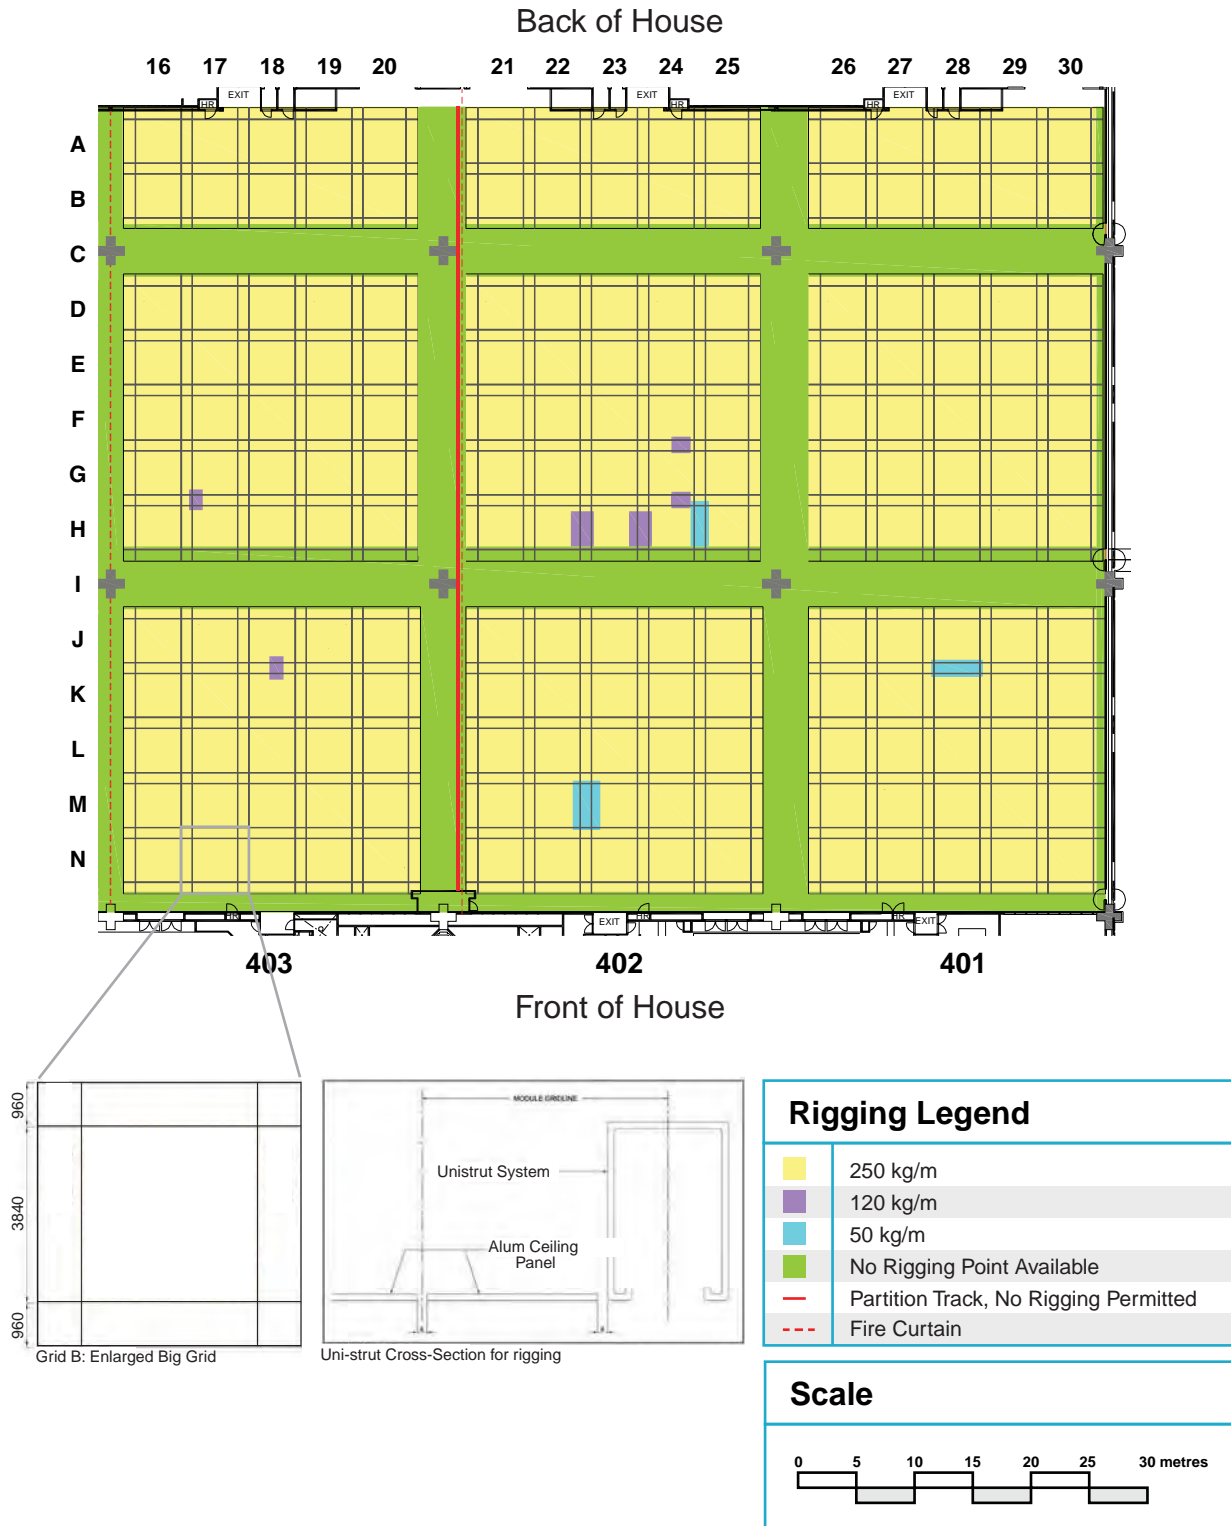 Back of House
16 17 18 19 20 21 22 23 24 25 26 27 28 29 30
EXIT EXIT EXIT
HR HR HR
A
B
C
D
E
F
G
H
I
J
K
L
M
N
HR HR HR
EXIT EXIT
403 402 401
Front of House
960
3840
960
Grid B: Enlarged Big Grid
MODULE GRIDLINE
Unistrut System
Alum Ceiling
Panel
Uni-strut Cross-Section for rigging
Rigging Legend
250 kg/m
120 kg/m
50 kg/m
No Rigging Point Available
Partition Track, No Rigging Permitted
Fire Curtain
Scale
0 5 10 15 20 25 30 metres